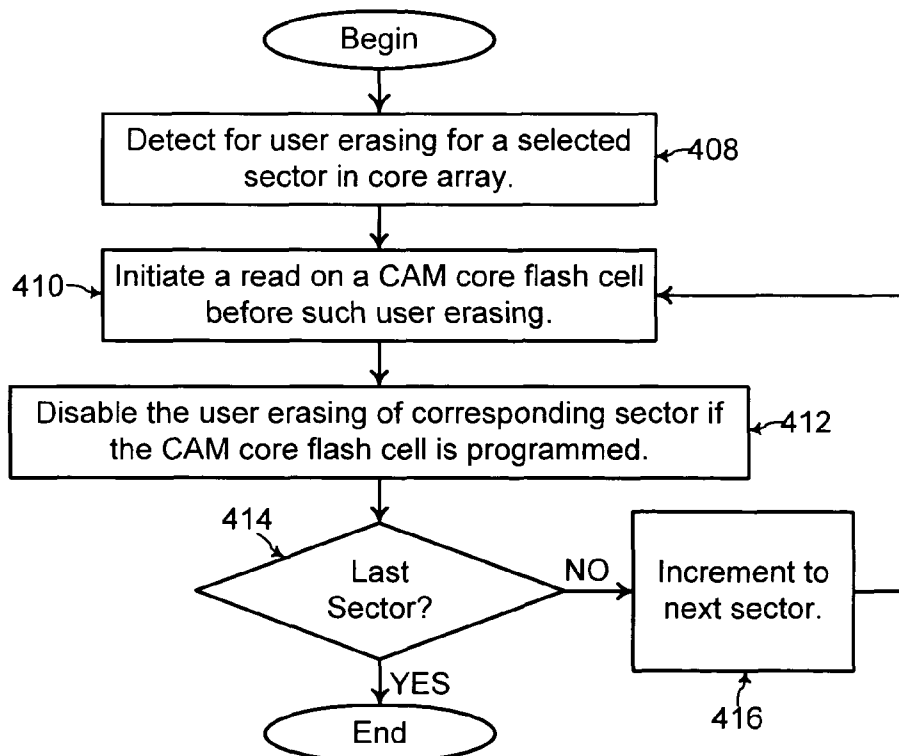 Begin
Detect for user erasing for a selected
sector in core array.
408
410
Initiate a read on a CAM core flash cell
before such user erasing.
Disable the user erasing of corresponding sector if
the CAM core flash cell is programmed.
412
414
Last
Sector?
NO
Increment to
next sector.
416
YES
End